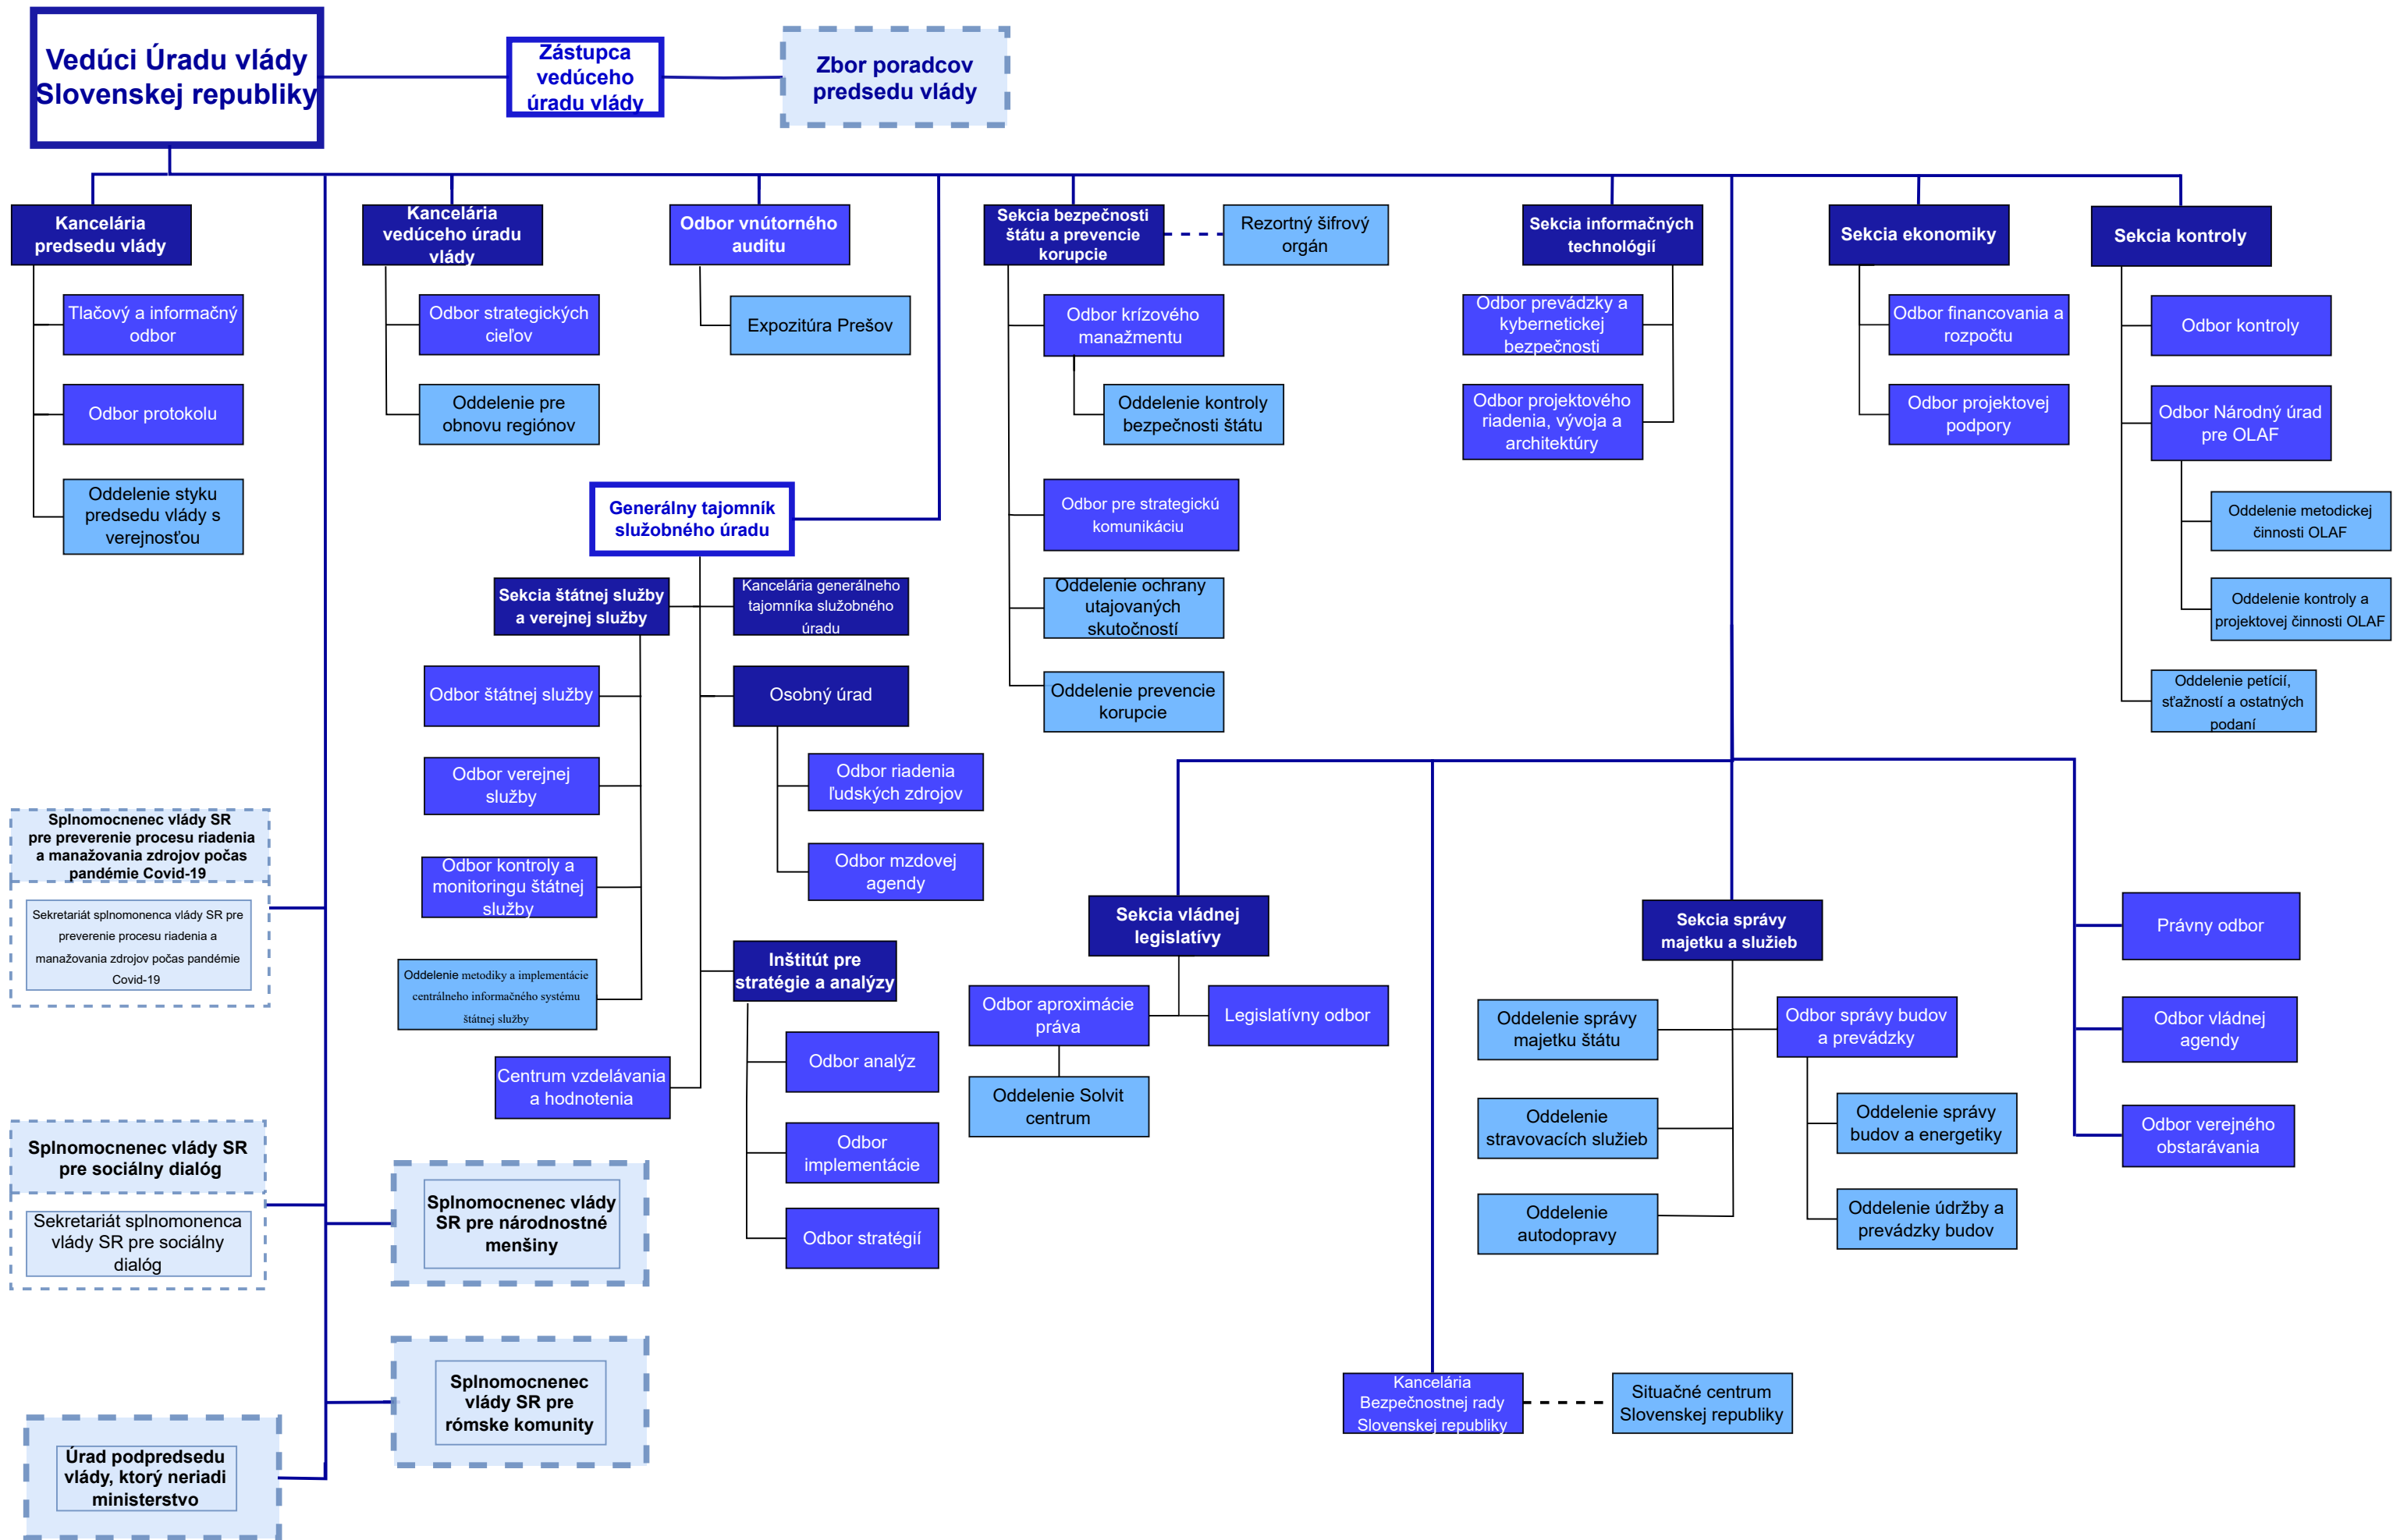 Vedúci Úradu vlády
Slovenskej republiky
Zástupca
vedúceho
úradu vlády
Zbor poradcov
predsedu vlády
Kancelária
predsedu vlády
Tlačový a informačný
odbor
Odbor protokolu
Oddelenie styku
predsedu vlády s
verejnosťou
Kancelária
vedúceho úradu
vlády
Odbor strategických
cieľov
Oddelenie pre
obnovu regiónov
Odbor vnútorného
auditu
Expozitúra Prešov
Sekcia bezpečnosti
štátu a prevencie
korupcie
Rezortný šifrový
orgán
Odbor krízového
manažmentu
Oddelenie kontroly
bezpečnosti štátu
Odbor pre strategickú
komunikáciu
Oddelenie ochrany
utajovaných
skutočností
Oddelenie prevencie
korupcie
Sekcia informačných
technológií
Odbor prevádzky a
kybernetickej
bezpečnosti
Odbor projektového
riadenia, vývoja a
architektúry
Sekcia ekonomiky
Odbor financovania a
rozpočtu
Odbor projektovej
podpory
Sekcia kontroly
Odbor kontroly
Odbor Národný úrad
pre OLAF
Oddelenie metodickej
činnosti OLAF
Oddelenie kontroly a
projektovej činnosti OLAF
Oddelenie petícií,
sťažností a ostatných
podaní
Generálny tajomník
služobného úradu
Sekcia štátnej služby
a verejnej služby
Kancelária generálneho
tajomníka služobného
úradu
Odbor štátnej služby
Odbor verejnej
služby
Odbor kontroly a
monitoringu štátnej
služby
Oddelenie metodiky a implementácie
centrálneho informačného systému
štátnej služby
Osobný úrad
Odbor riadenia
ľudských zdrojov
Odbor mzdovej
agendy
Inštitút pre
stratégie a analýzy
Odbor analýz
Odbor
implementácie
Odbor stratégií
Centrum vzdelávania
a hodnotenia
Splnomocnenec vlády SR
pre preverenie procesu riadenia
a manažovania zdrojov počas
pandémie Covid-19
Sekretariát splnomonenca vlády SR pre
preverenie procesu riadenia a
manažovania zdrojov počas pandémie
Covid-19
Splnomocnenec vlády SR
pre sociálny dialóg
Sekretariát splnomonenca
vlády SR pre sociálny
dialóg
Splnomocnenec vlády
SR pre národnostné
menšiny
Splnomocnenec
vlády SR pre
rómske komunity
Úrad podpredsedu
vlády, ktorý neriadi
ministerstvo
Sekcia vládnej
legislatívy
Odbor aproximácie
práva
Legislatívny odbor
Oddelenie Solvit
centrum
Sekcia správy
majetku a služieb
Oddelenie správy
majetku štátu
Odbor správy budov
a prevádzky
Oddelenie
stravovacích služieb
Oddelenie správy
budov a energetiky
Oddelenie
autodopravy
Oddelenie údržby a
prevádzky budov
Právny odbor
Odbor vládnej
agendy
Odbor verejného
obstarávania
Kancelária
Bezpečnostnej rady
Slovenskej republiky
Situačné centrum
Slovenskej republiky